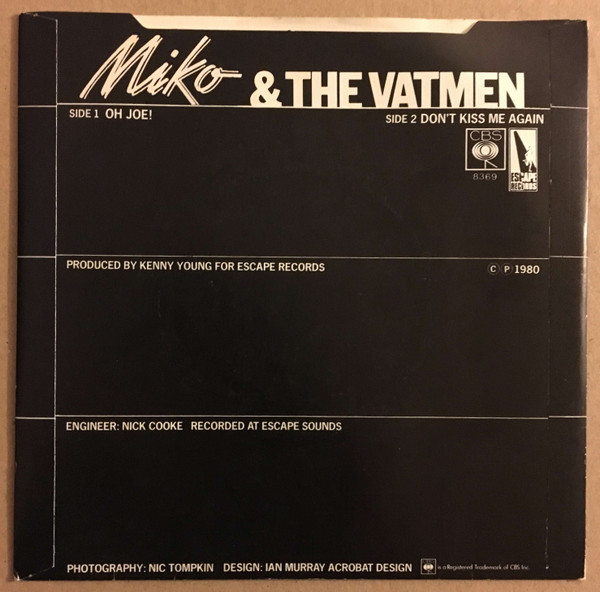 Miko & THE VATMEN
SIDE 1 OH JOE!
SIDE 2 DON'T KISS ME AGAIN
CBS
8369
ESCAPE
RECORDS
PRODUCED BY KENNY YOUNG FOR ESCAPE RECORDS
© ℗ 1980
ENGINEER: NICK COOKE RECORDED AT ESCAPE SOUNDS
PHOTOGRAPHY: NIC TOMPKIN DESIGN: IAN MURRAY ACROBAT DESIGN
is a Registered Trademark of CBS Inc.